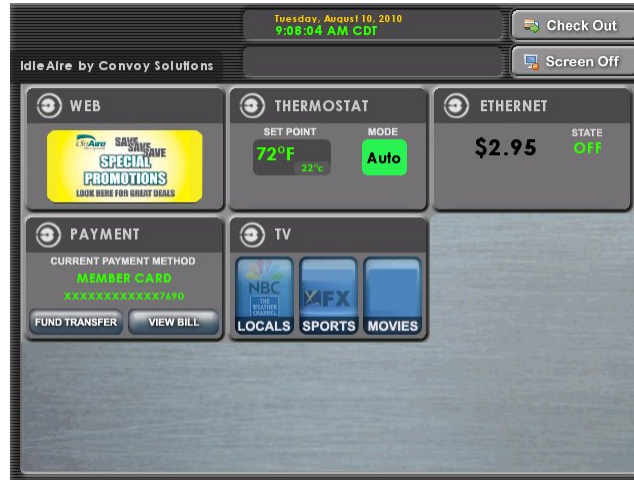 Tuesday, August 10, 2010
9:08:04 AM CDT
Check Out
IdleAire by Convoy Solutions
Screen Off
WEB
IdleAire
SAVE
SAVE
SAVE
SPECIAL
PROMOTIONS
LOOK HERE FOR GREAT DEALS
THERMOSTAT
SET POINT
MODE
72°F
22°c
Auto
ETHERNET
$2.95
STATE
OFF
PAYMENT
CURRENT PAYMENT METHOD
MEMBER CARD
XXXXXXXXXXXX7690
FUND TRANSFER
VIEW BILL
TV
NBC
THE
WEATHER
CHANNEL
LOCALS
FX
SPORTS
MOVIES